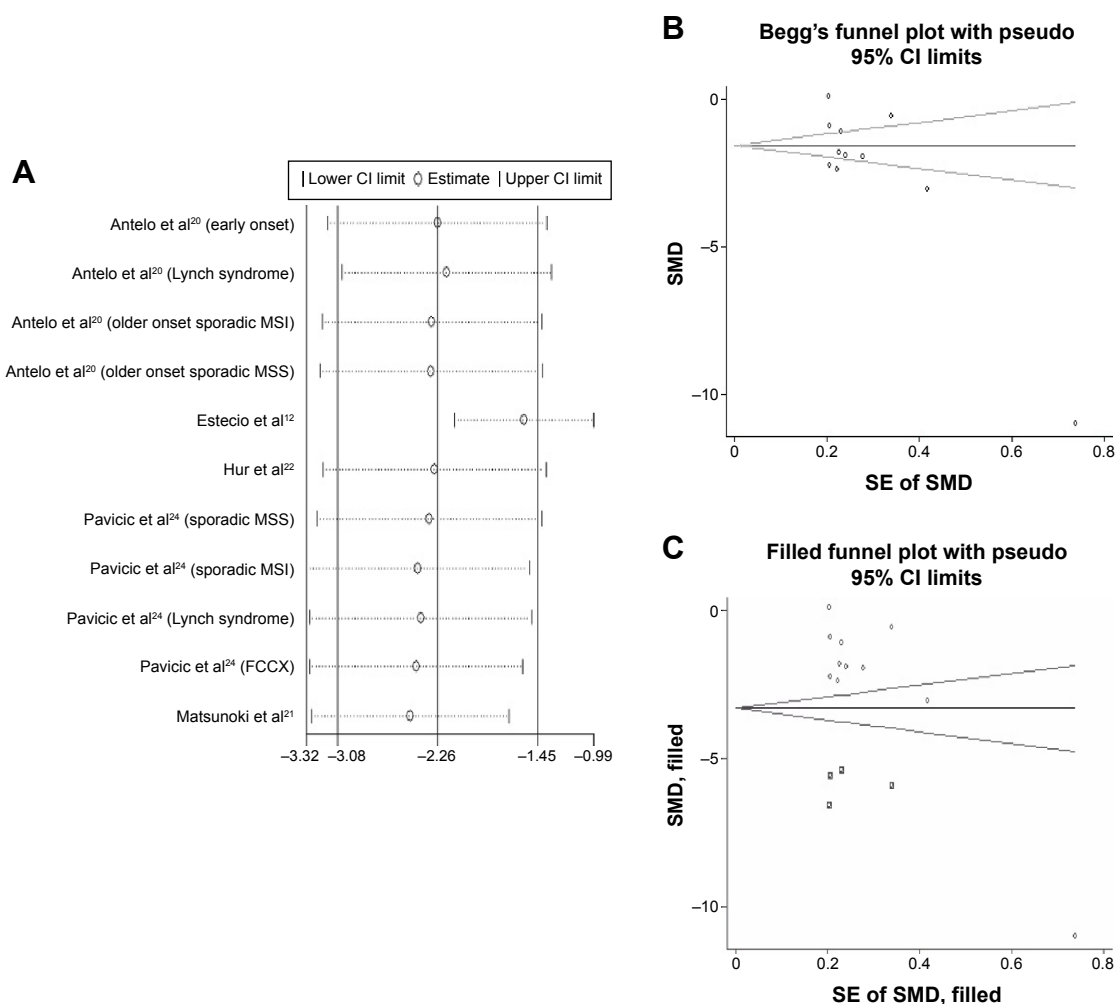 A
Lower CI limit Estimate Upper CI limit
Antelo et al20 (early onset)
Antelo et al20 (Lynch syndrome)
Antelo et al20 (older onset sporadic MSI)
Antelo et al20 (older onset sporadic MSS)
Estecio et al12
Hur et al22
Pavicic et al24 (sporadic MSS)
Pavicic et al24 (sporadic MSI)
Pavicic et al24 (Lynch syndrome)
Pavicic et al24 (FCCX)
Matsunoki et al21
−3.32 −3.08 −2.26 −1.45 −0.99
B
Begg's funnel plot with pseudo
95% CI limits
SMD
0
−5
−10
0 0.2 0.4 0.6 0.8
SE of SMD
C
Filled funnel plot with pseudo
95% CI limits
SMD, filled
0
−5
−10
0 0.2 0.4 0.6 0.8
SE of SMD, filled